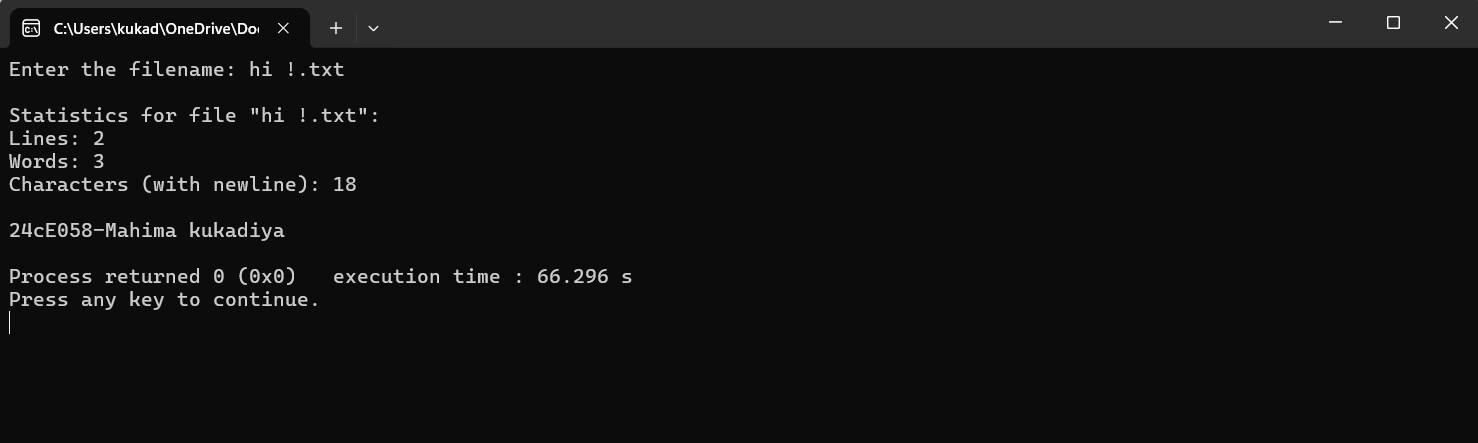 C:\Users\kukad\OneDrive\Do
Enter the filename: hi !.txt
Statistics for file "hi !.txt":
Lines: 2
Words: 3
Characters (with newline): 18
24cE058-Mahima kukadiya
Process returned 0 (0x0)   execution time : 66.296 s
Press any key to continue.